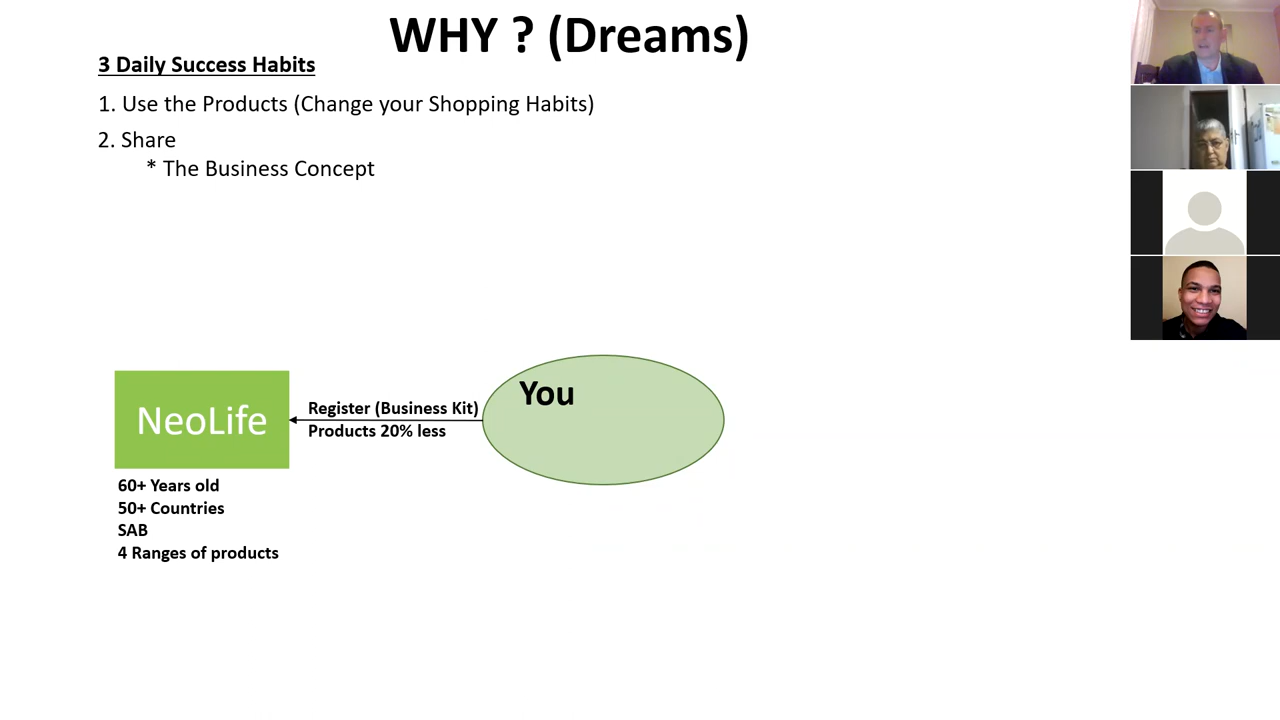 WHY ? (Dreams)
3 Daily Success Habits
1. Use the Products (Change your Shopping Habits)
2. Share
* The Business Concept
NeoLife
Register (Business Kit)
Products 20% less
You
60+ Years old
50+ Countries
SAB
4 Ranges of products